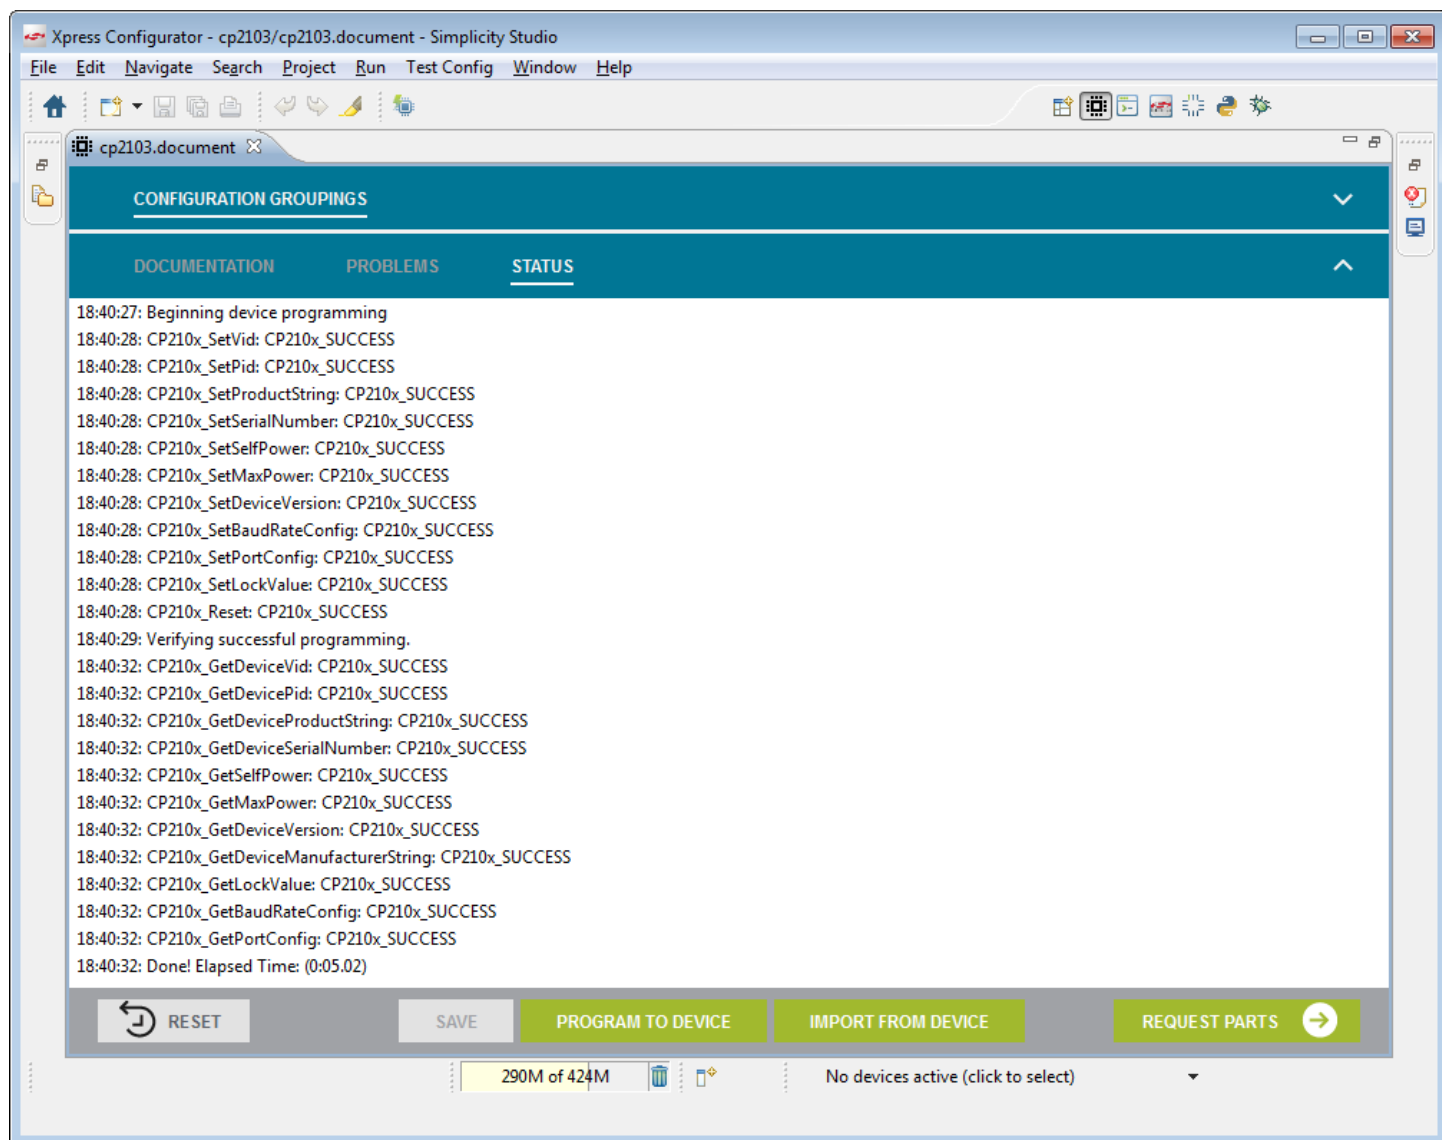 Xpress Configurator - cp2103/cp2103.document - Simplicity Studio
File Edit Navigate Search Project Run Test Config Window Help
cp2103.document
CONFIGURATION GROUPINGS
DOCUMENTATION PROBLEMS STATUS
18:40:27: Beginning device programming
18:40:28: CP210x_SetVid: CP210x_SUCCESS
18:40:28: CP210x_SetPid: CP210x_SUCCESS
18:40:28: CP210x_SetProductString: CP210x_SUCCESS
18:40:28: CP210x_SetSerialNumber: CP210x_SUCCESS
18:40:28: CP210x_SetSelfPower: CP210x_SUCCESS
18:40:28: CP210x_SetMaxPower: CP210x_SUCCESS
18:40:28: CP210x_SetDeviceVersion: CP210x_SUCCESS
18:40:28: CP210x_SetBaudRateConfig: CP210x_SUCCESS
18:40:28: CP210x_SetPortConfig: CP210x_SUCCESS
18:40:28: CP210x_SetLockValue: CP210x_SUCCESS
18:40:28: CP210x_Reset: CP210x_SUCCESS
18:40:29: Verifying successful programming.
18:40:32: CP210x_GetDeviceVid: CP210x_SUCCESS
18:40:32: CP210x_GetDevicePid: CP210x_SUCCESS
18:40:32: CP210x_GetDeviceProductString: CP210x_SUCCESS
18:40:32: CP210x_GetDeviceSerialNumber: CP210x_SUCCESS
18:40:32: CP210x_GetSelfPower: CP210x_SUCCESS
18:40:32: CP210x_GetMaxPower: CP210x_SUCCESS
18:40:32: CP210x_GetDeviceVersion: CP210x_SUCCESS
18:40:32: CP210x_GetDeviceManufacturerString: CP210x_SUCCESS
18:40:32: CP210x_GetLockValue: CP210x_SUCCESS
18:40:32: CP210x_GetBaudRateConfig: CP210x_SUCCESS
18:40:32: CP210x_GetPortConfig: CP210x_SUCCESS
18:40:32: Done! Elapsed Time: (0:05.02)
RESET SAVE PROGRAM TO DEVICE IMPORT FROM DEVICE REQUEST PARTS
290M of 424M No devices active (click to select)